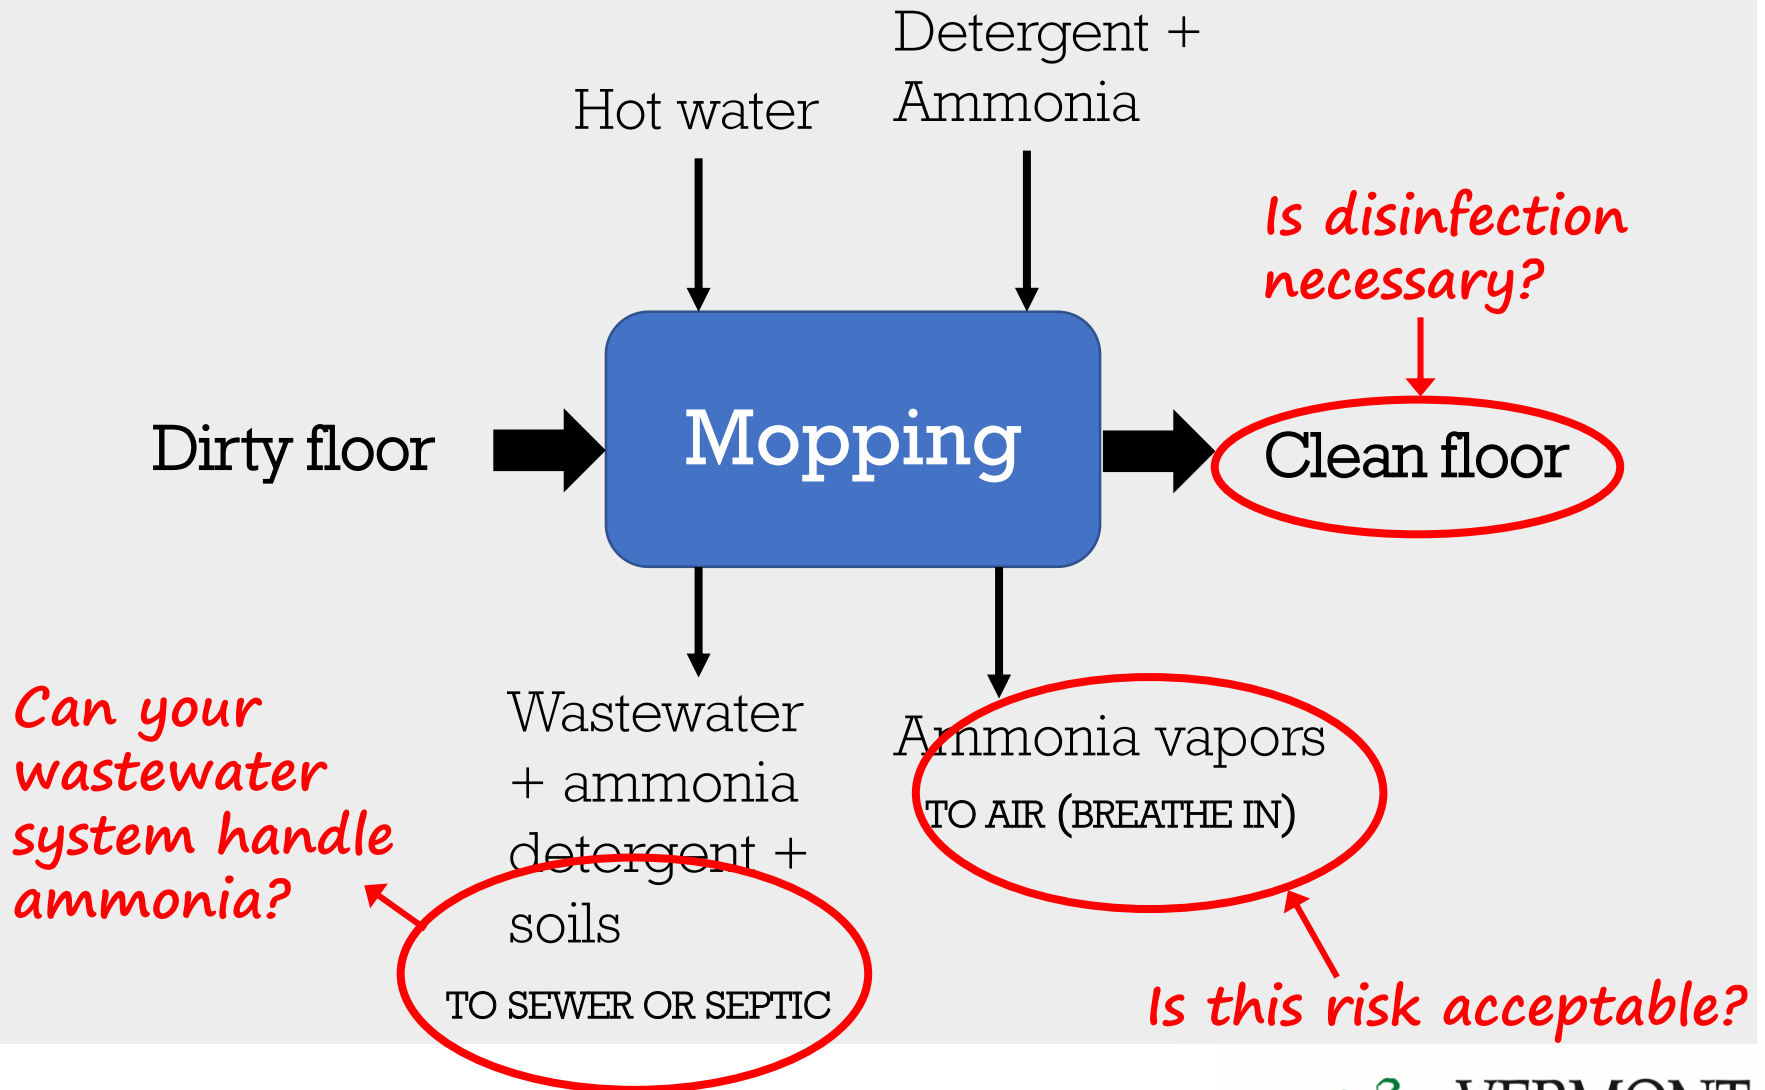 Detergent +
Ammonia
Hot water
Is disinfection
necessary?
Dirty floor
Mopping
Clean floor
Can your
wastewater
system handle
ammonia?
Wastewater
+ ammonia
detergent +
soils
TO SEWER OR SEPTIC
Ammonia vapors
TO AIR (BREATHE IN)
Is this risk acceptable?
VERMONT